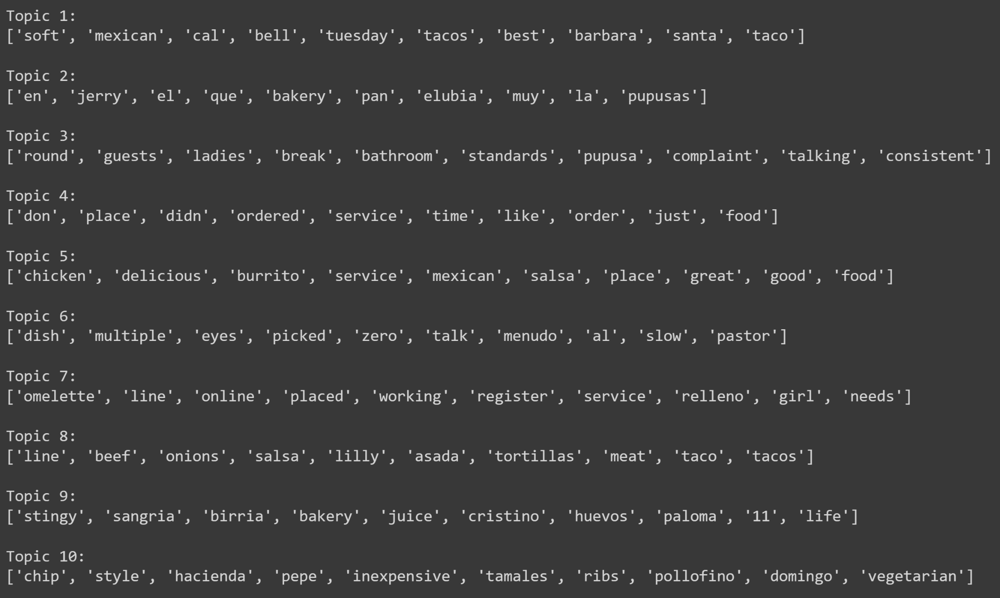 Topic 1:
['soft', 'mexican', 'cal', 'bell', 'tuesday', 'tacos', 'best', 'barbara', 'santa', 'taco']
Topic 2:
['en', 'jerry', 'el', 'que', 'bakery', 'pan', 'elubia', 'muy', 'la', 'pupusas']
Topic 3:
['round', 'guests', 'ladies', 'break', 'bathroom', 'standards', 'pupusa', 'complaint', 'talking', 'consistent']
Topic 4:
['don', 'place', 'didn', 'ordered', 'service', 'time', 'like', 'order', 'just', 'food']
Topic 5:
['chicken', 'delicious', 'burrito', 'service', 'mexican', 'salsa', 'place', 'great', 'good', 'food']
Topic 6:
['dish', 'multiple', 'eyes', 'picked', 'zero', 'talk', 'menudo', 'al', 'slow', 'pastor']
Topic 7:
['omelette', 'line', 'online', 'placed', 'working', 'register', 'service', 'relleno', 'girl', 'needs']
Topic 8:
['line', 'beef', 'onions', 'salsa', 'lilly', 'asada', 'tortillas', 'meat', 'taco', 'tacos']
Topic 9:
['stingy', 'sangria', 'birria', 'bakery', 'juice', 'cristino', 'huevos', 'paloma', '11', 'life']
Topic 10:
['chip', 'style', 'hacienda', 'pepe', 'inexpensive', 'tamales', 'ribs', 'pollofino', 'domingo', 'vegetarian']